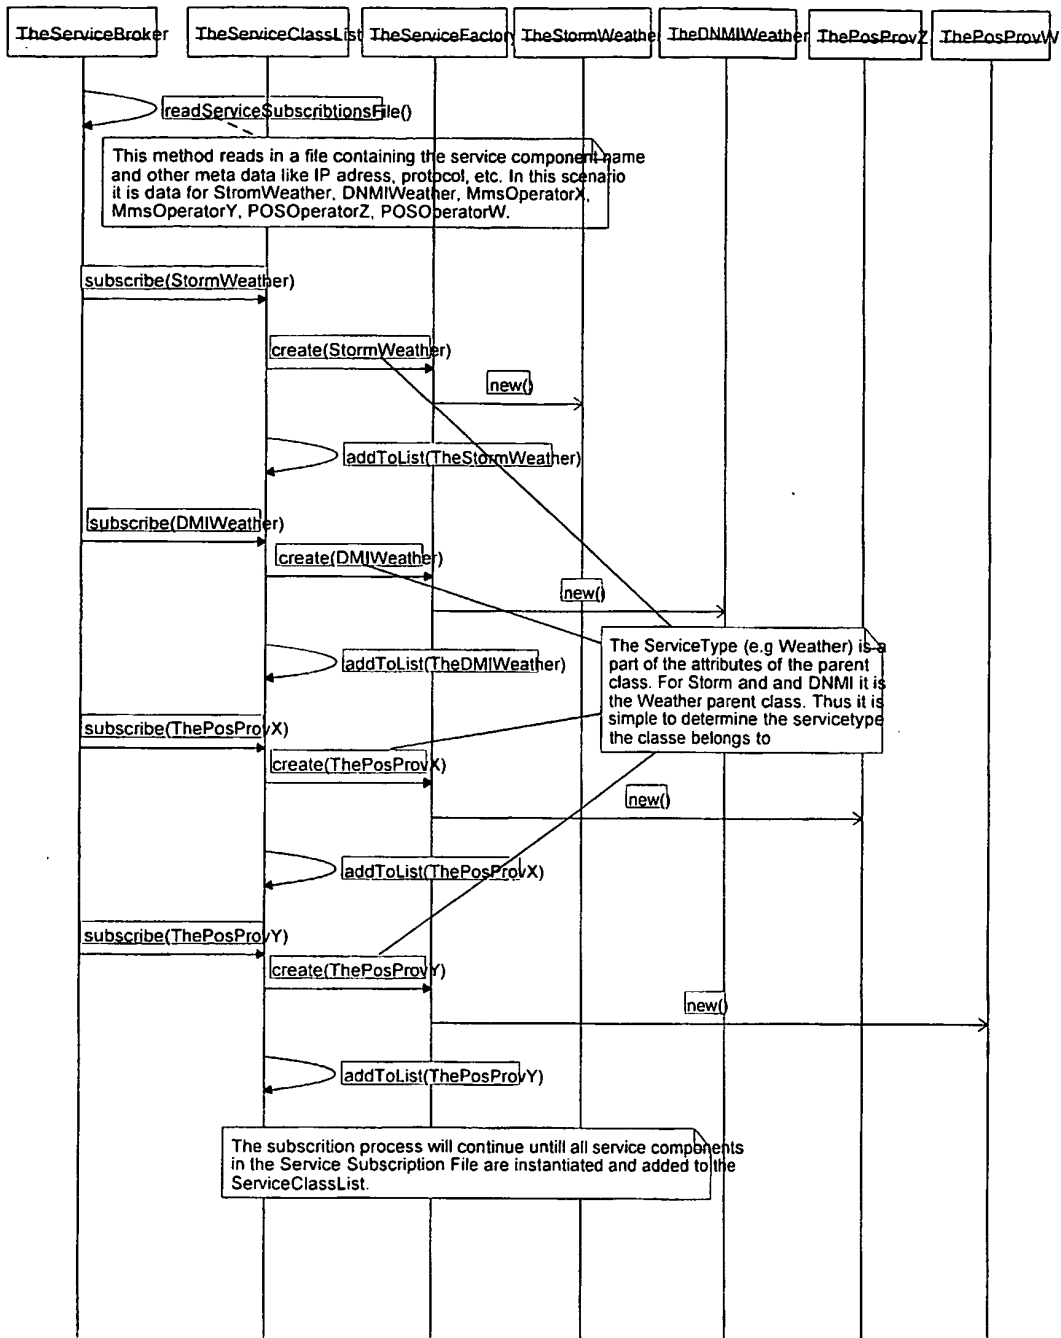 TheServiceBroker TheServiceClassList TheServiceFactory TheStormWeather TheDNMIWeather ThePosProvZ ThePosProvW
readServiceSubscribtionsFile()
This method reads in a file containing the service component name
and other meta data like IP adress, protocol, etc. In this scenario
it is data for StromWeather, DNMIWeather, MmsOperatorX,
MmsOperatorY, POSOperatorZ, POSOperatorW.
subscribe(StormWeather)
create(StormWeather)
new()
addToList(TheStormWeather)
subscribe(DMIWeather)
create(DMIWeather)
new()
The ServiceType (e.g Weather) is a
part of the attributes of the parent
class. For Storm and and DNMI it is
the Weather parent class. Thus it is
simple to determine the servicetype
the classe belongs to
addToList(TheDMIWeather)
subscribe(ThePosProvX)
create(ThePosProvX)
new()
addToList(ThePosProvX)
subscribe(ThePosProvY)
create(ThePosProvY)
new()
addToList(ThePosProvY)
The subscrition process will continue untill all service components
in the Service Subscription File are instantiated and added to the
ServiceClassList.